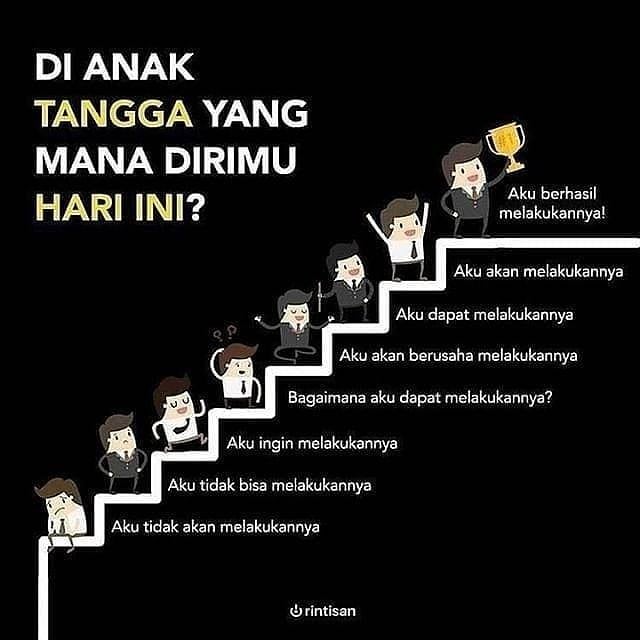 DI ANAK
TANGGA YANG
MANA DIRIMU
HARI INI?
#1
Aku berhasil
melakukannya!
Aku akan melakukannya
Aku dapat melakukannya
Aku akan berusaha melakukannya
? ?
Bagaimana aku dapat melakukannya?
Aku ingin melakukannya
Aku tidak bisa melakukannya
Aku tidak akan melakukannya
rintisan